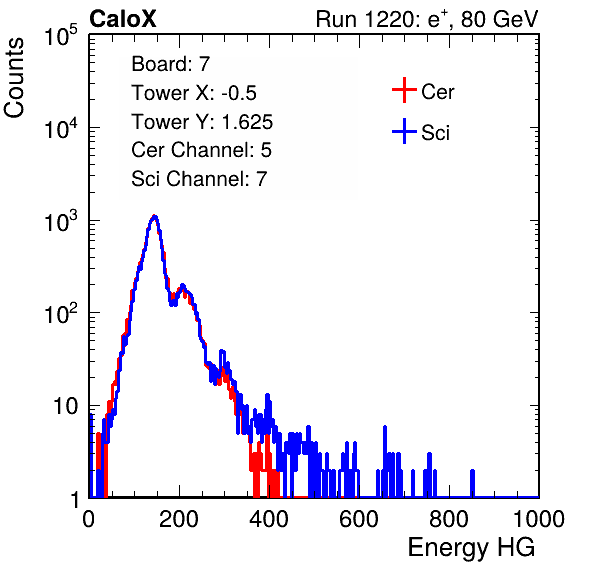 CaloX Run 1220: e⁺, 80 GeV
Counts
Board: 7
Tower X: -0.5
Tower Y: 1.625
Cer Channel: 5
Sci Channel: 7
Cer
Sci
10⁵
10⁴
10³
10²
10
1
0 200 400 600 800 1000
Energy HG